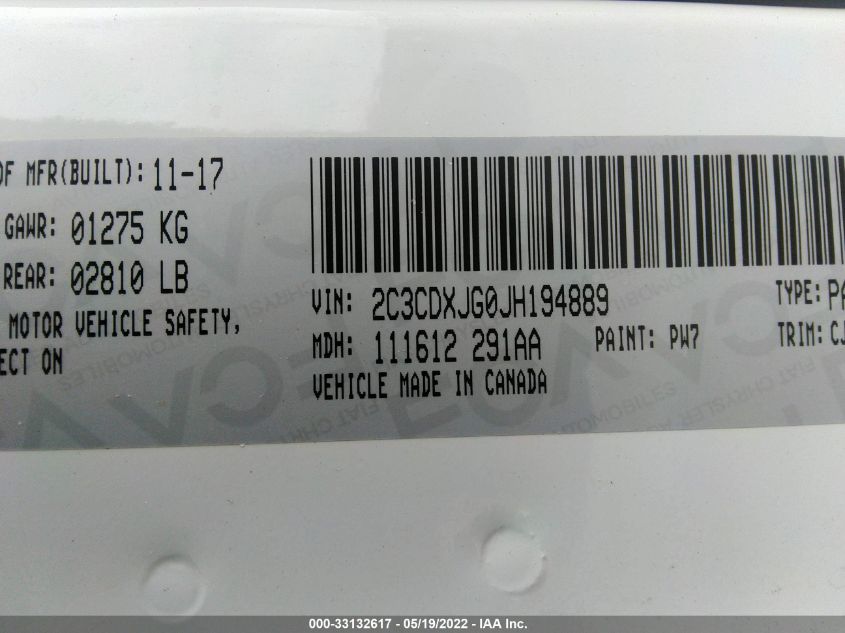 OF MFR(BUILT): 11-17
GAWR: 01275 KG
REAR: 02810 LB
MOTOR VEHICLE SAFETY,
ECT ON
VIN: 2C3CDXJG0JH194889
TYPE: PA
MDH: 111612 291AA
PAINT: PW7
TRIM: CJ
VEHICLE MADE IN CANADA
000-33132617 - 05/19/2022 - IAA Inc.